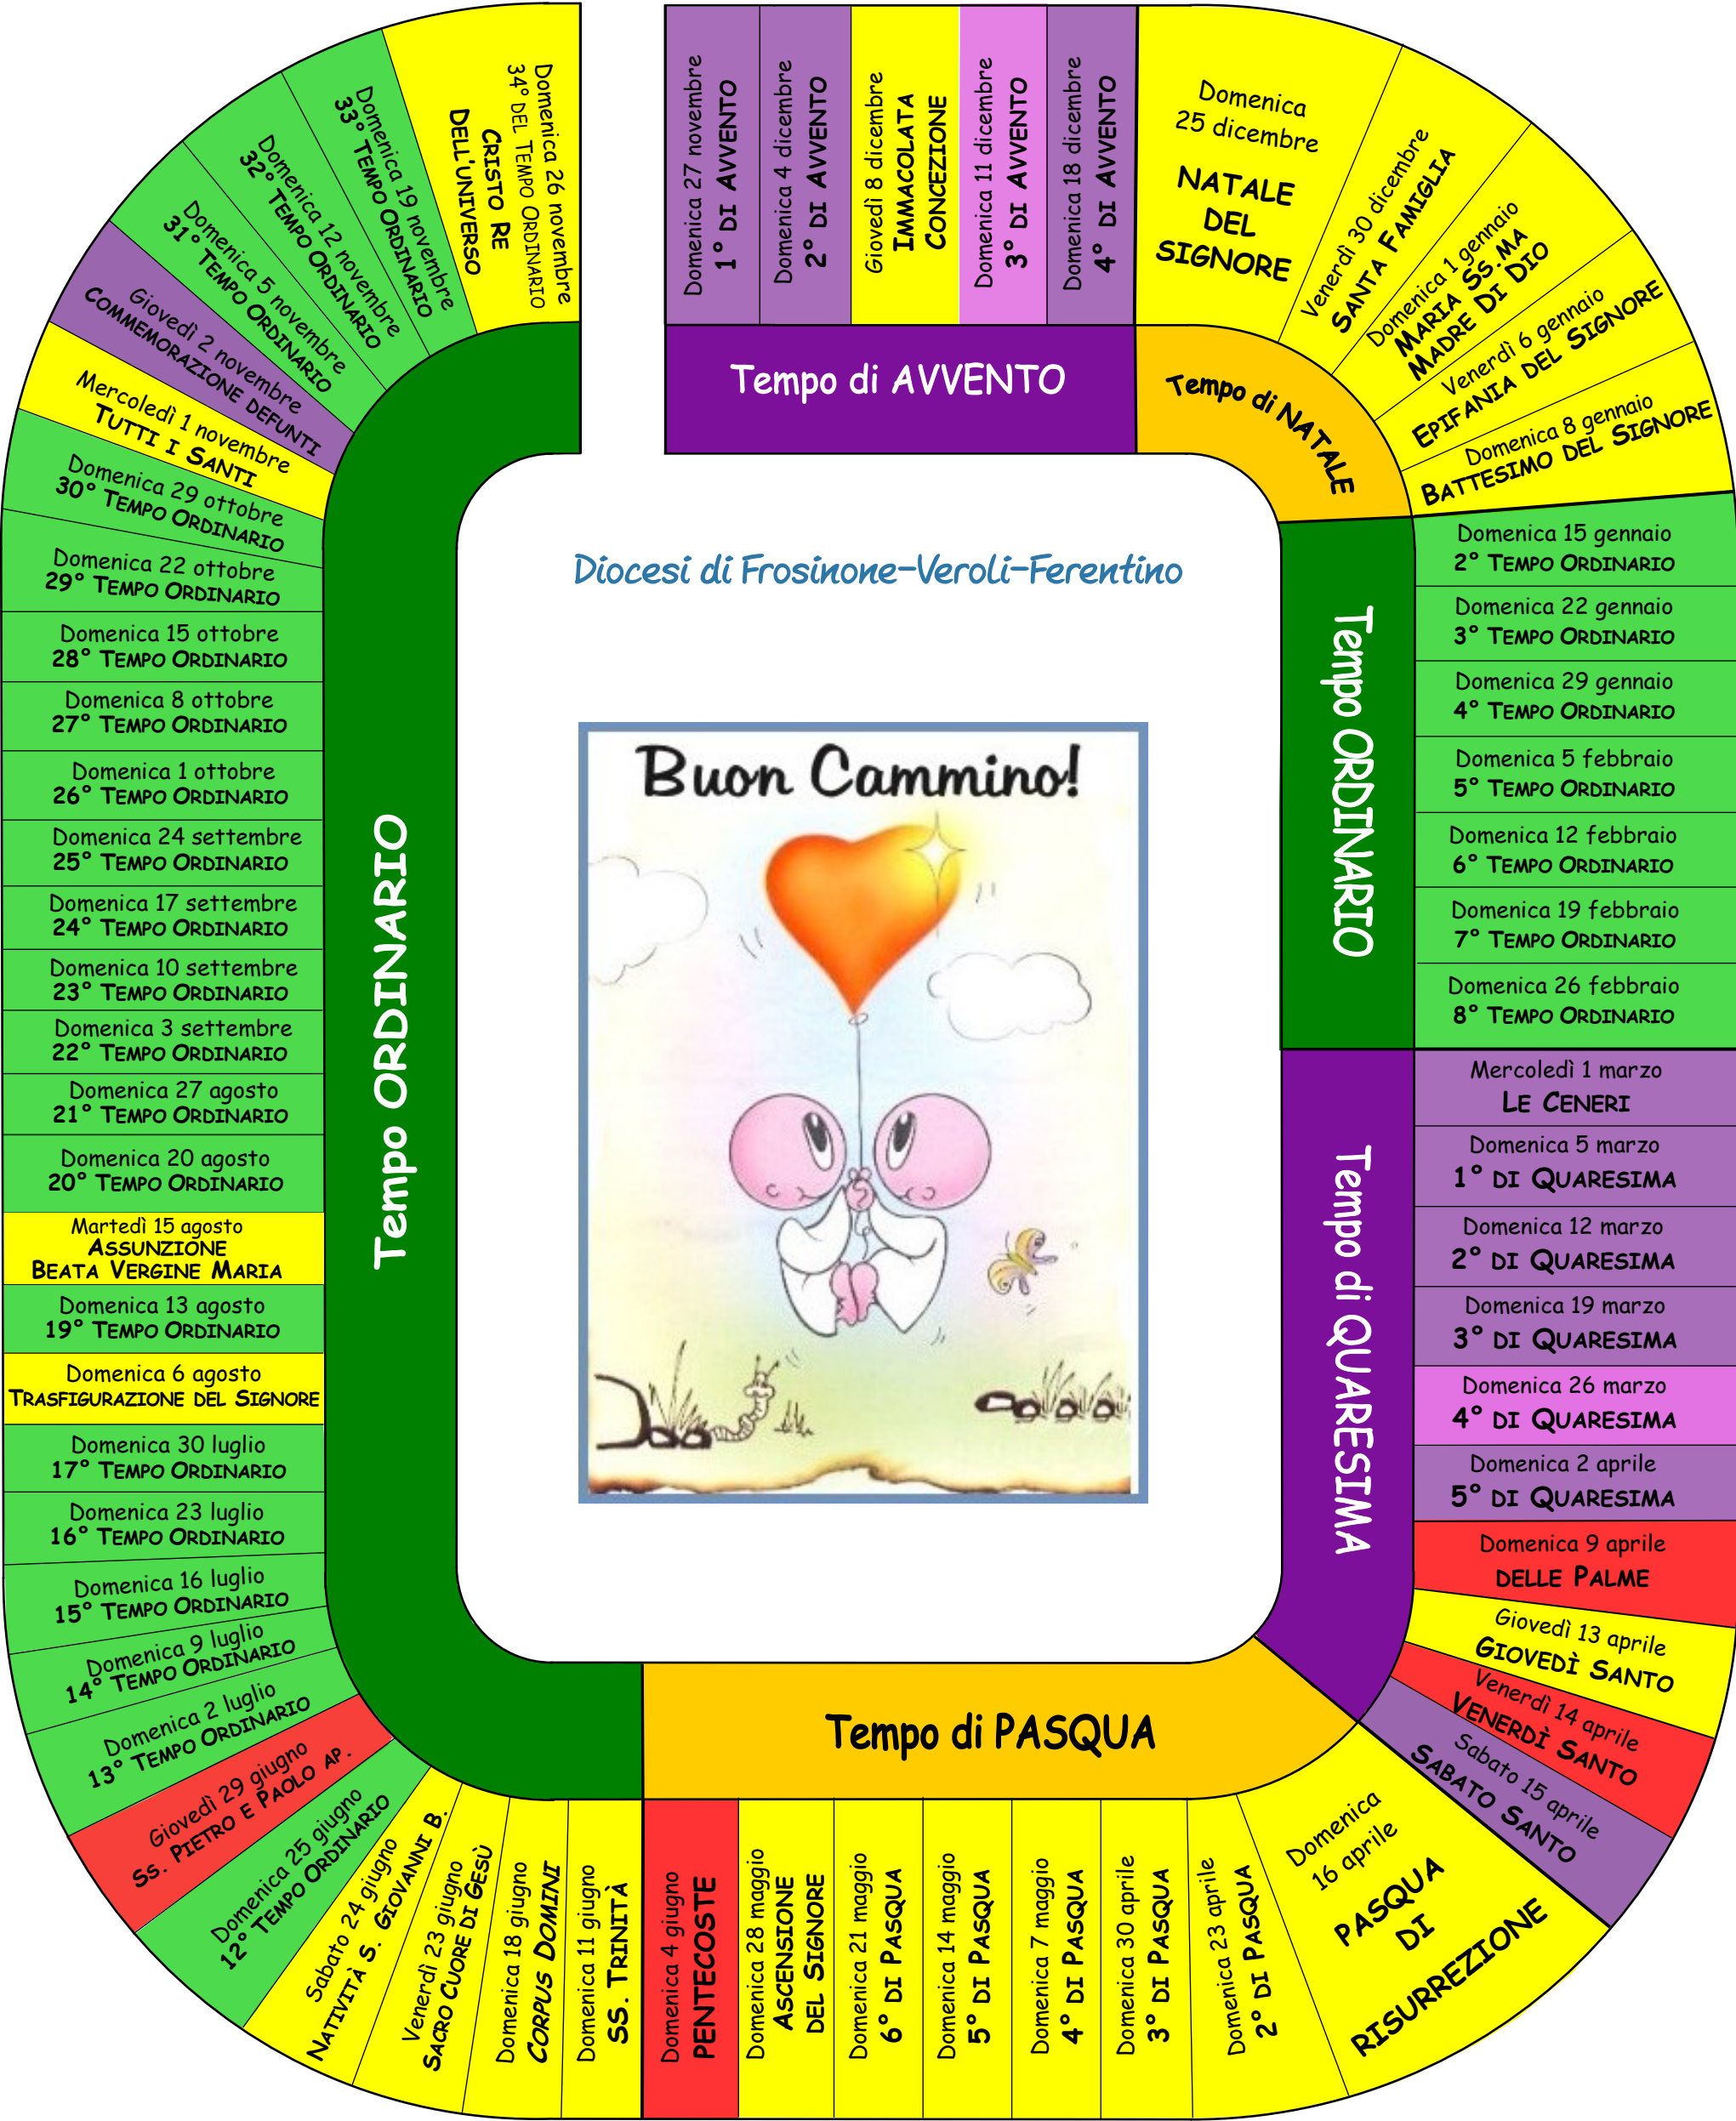 Domenica 27 novembre
1° DI AVVENTO
Domenica 4 dicembre
2° DI AVVENTO
Giovedì 8 dicembre
IMMACOLATA
CONCEZIONE
Domenica 11 dicembre
3° DI AVVENTO
Domenica 18 dicembre
4° DI AVVENTO
Tempo di AVVENTO
Domenica
25 dicembre
NATALE
DEL
SIGNORE
Venerdì 30 dicembre
SANTA FAMIGLIA
Domenica 1 gennaio
MARIA SS.MA
MADRE DI DIO
Venerdì 6 gennaio
EPIFANIA DEL SIGNORE
Domenica 8 gennaio
BATTESIMO DEL SIGNORE
Tempo di NATALE
Domenica 15 gennaio
2° TEMPO ORDINARIO
Domenica 22 gennaio
3° TEMPO ORDINARIO
Domenica 29 gennaio
4° TEMPO ORDINARIO
Domenica 5 febbraio
5° TEMPO ORDINARIO
Domenica 12 febbraio
6° TEMPO ORDINARIO
Domenica 19 febbraio
7° TEMPO ORDINARIO
Domenica 26 febbraio
8° TEMPO ORDINARIO
Tempo ORDINARIO
Mercoledì 1 marzo
LE CENERI
Domenica 5 marzo
1° DI QUARESIMA
Domenica 12 marzo
2° DI QUARESIMA
Domenica 19 marzo
3° DI QUARESIMA
Domenica 26 marzo
4° DI QUARESIMA
Domenica 2 aprile
5° DI QUARESIMA
Domenica 9 aprile
DELLE PALME
Giovedì 13 aprile
GIOVEDÌ SANTO
Venerdì 14 aprile
VENERDÌ SANTO
Sabato 15 aprile
SABATO SANTO
Tempo di QUARESIMA
Domenica
16 aprile
PASQUA
DI
RISURREZIONE
Domenica 23 aprile
2° DI PASQUA
Domenica 30 aprile
3° DI PASQUA
Domenica 7 maggio
4° DI PASQUA
Domenica 14 maggio
5° DI PASQUA
Domenica 21 maggio
6° DI PASQUA
Domenica 28 maggio
ASCENSIONE
DEL SIGNORE
Domenica 4 giugno
PENTECOSTE
Tempo di PASQUA
Domenica 11 giugno
SS. TRINITÀ
Domenica 18 giugno
CORPUS DOMINI
Venerdì 23 giugno
SACRO CUORE DI GESÙ
Sabato 24 giugno
NATIVITÀ S. GIOVANNI B.
Domenica 25 giugno
12° TEMPO ORDINARIO
Giovedì 29 giugno
SS. PIETRO E PAOLO AP.
Domenica 2 luglio
13° TEMPO ORDINARIO
Domenica 9 luglio
14° TEMPO ORDINARIO
Domenica 16 luglio
15° TEMPO ORDINARIO
Domenica 23 luglio
16° TEMPO ORDINARIO
Domenica 30 luglio
17° TEMPO ORDINARIO
Domenica 6 agosto
TRASFIGURAZIONE DEL SIGNORE
Domenica 13 agosto
19° TEMPO ORDINARIO
Martedì 15 agosto
ASSUNZIONE
BEATA VERGINE MARIA
Domenica 20 agosto
20° TEMPO ORDINARIO
Domenica 27 agosto
21° TEMPO ORDINARIO
Domenica 3 settembre
22° TEMPO ORDINARIO
Domenica 10 settembre
23° TEMPO ORDINARIO
Domenica 17 settembre
24° TEMPO ORDINARIO
Domenica 24 settembre
25° TEMPO ORDINARIO
Domenica 1 ottobre
26° TEMPO ORDINARIO
Domenica 8 ottobre
27° TEMPO ORDINARIO
Domenica 15 ottobre
28° TEMPO ORDINARIO
Domenica 22 ottobre
29° TEMPO ORDINARIO
Domenica 29 ottobre
30° TEMPO ORDINARIO
Mercoledì 1 novembre
TUTTI I SANTI
Giovedì 2 novembre
COMMEMORAZIONE DEFUNTI
Domenica 5 novembre
31° TEMPO ORDINARIO
Domenica 12 novembre
32° TEMPO ORDINARIO
Domenica 19 novembre
33° TEMPO ORDINARIO
Domenica 26 novembre
34° DEL TEMPO ORDINARIO
CRISTO RE
DELL'UNIVERSO
Tempo ORDINARIO
Diocesi di Frosinone-Veroli-Ferentino
Buon Cammino!